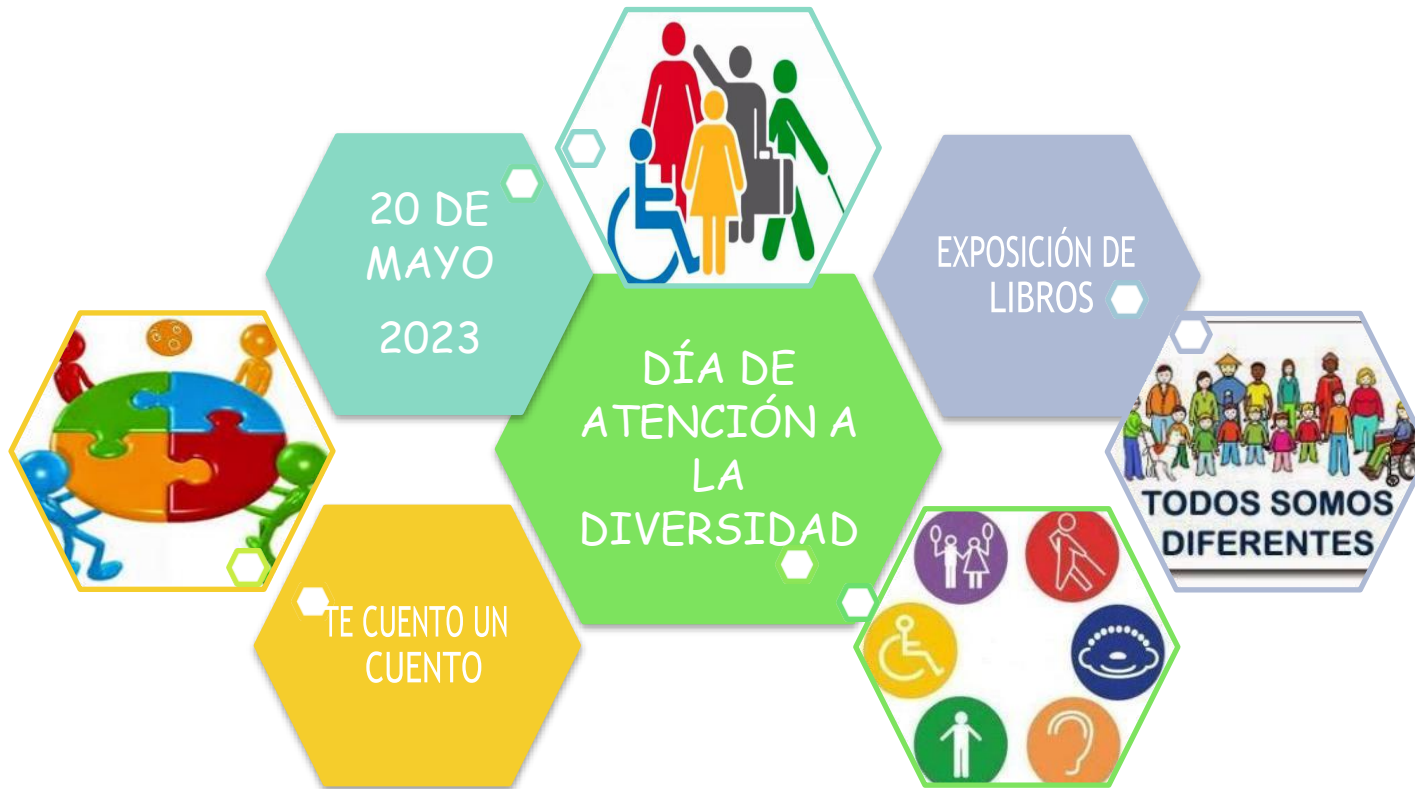 20 DE
MAYO
2023
EXPOSICIÓN DE
LIBROS
DÍA DE
ATENCIÓN A
LA
DIVERSIDAD
TODOS SOMOS
DIFERENTES
TE CUENTO UN
CUENTO